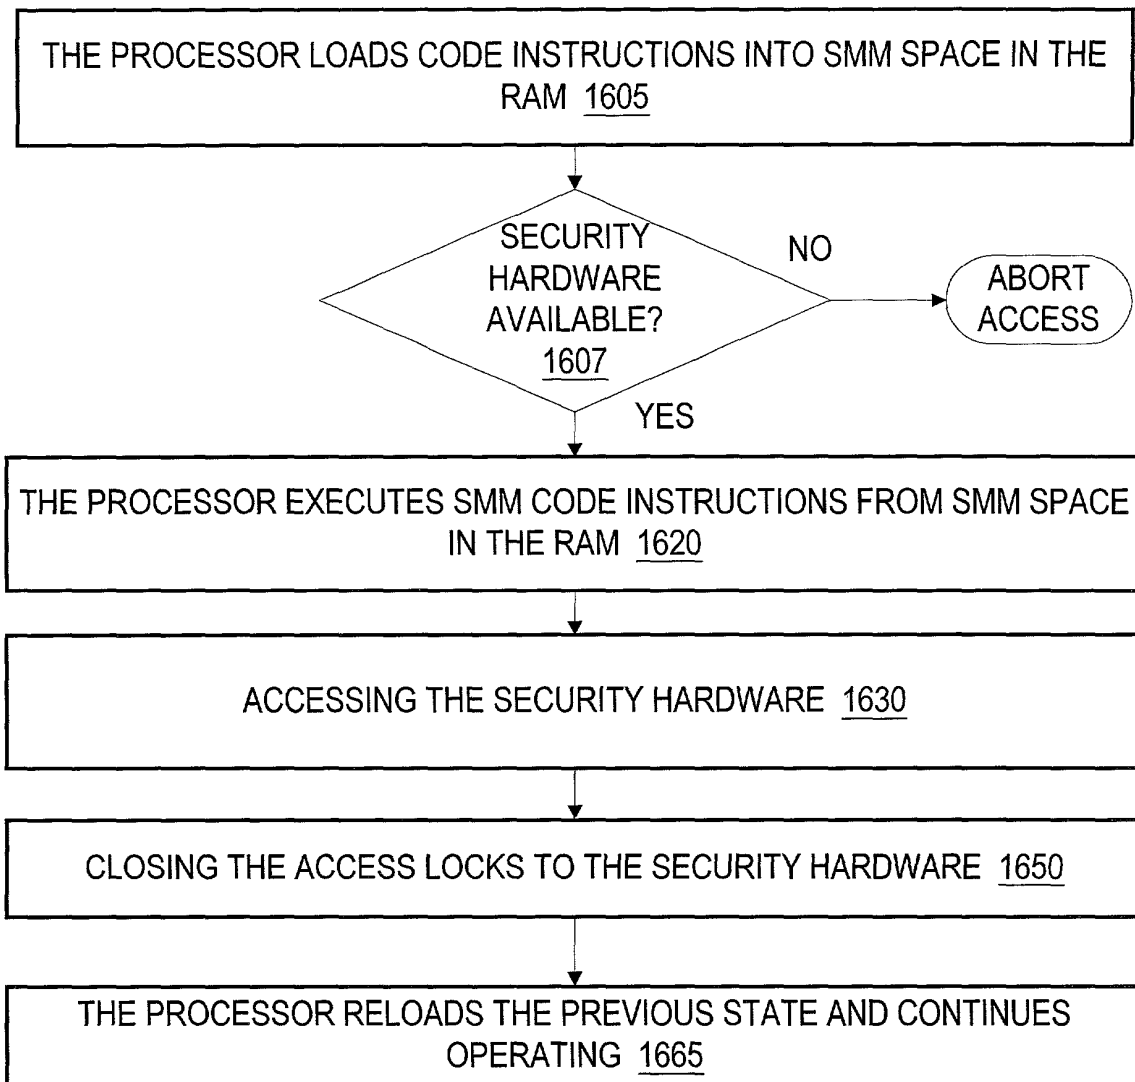 THE PROCESSOR LOADS CODE INSTRUCTIONS INTO SMM SPACE IN THE
RAM 1605
SECURITY
HARDWARE
AVAILABLE?
1607
NO
ABORT
ACCESS
YES
THE PROCESSOR EXECUTES SMM CODE INSTRUCTIONS FROM SMM SPACE
IN THE RAM 1620
ACCESSING THE SECURITY HARDWARE 1630
CLOSING THE ACCESS LOCKS TO THE SECURITY HARDWARE 1650
THE PROCESSOR RELOADS THE PREVIOUS STATE AND CONTINUES
OPERATING 1665